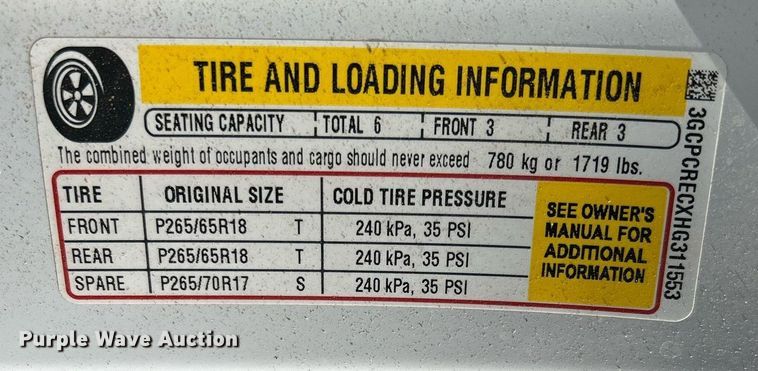 TIRE AND LOADING INFORMATION
SEATING CAPACITY TOTAL 6 FRONT 3 REAR 3
The combined weight of occupants and cargo should never exceed 780 kg or 1719 lbs.
TIRE ORIGINAL SIZE COLD TIRE PRESSURE
FRONT P265/65R18 T 240 kPa, 35 PSI
REAR P265/65R18 T 240 kPa, 35 PSI
SPARE P265/70R17 S 240 kPa, 35 PSI
SEE OWNER'S
MANUAL FOR
ADDITIONAL
INFORMATION
3GCPCRECXHG311553
Purple Wave Auction